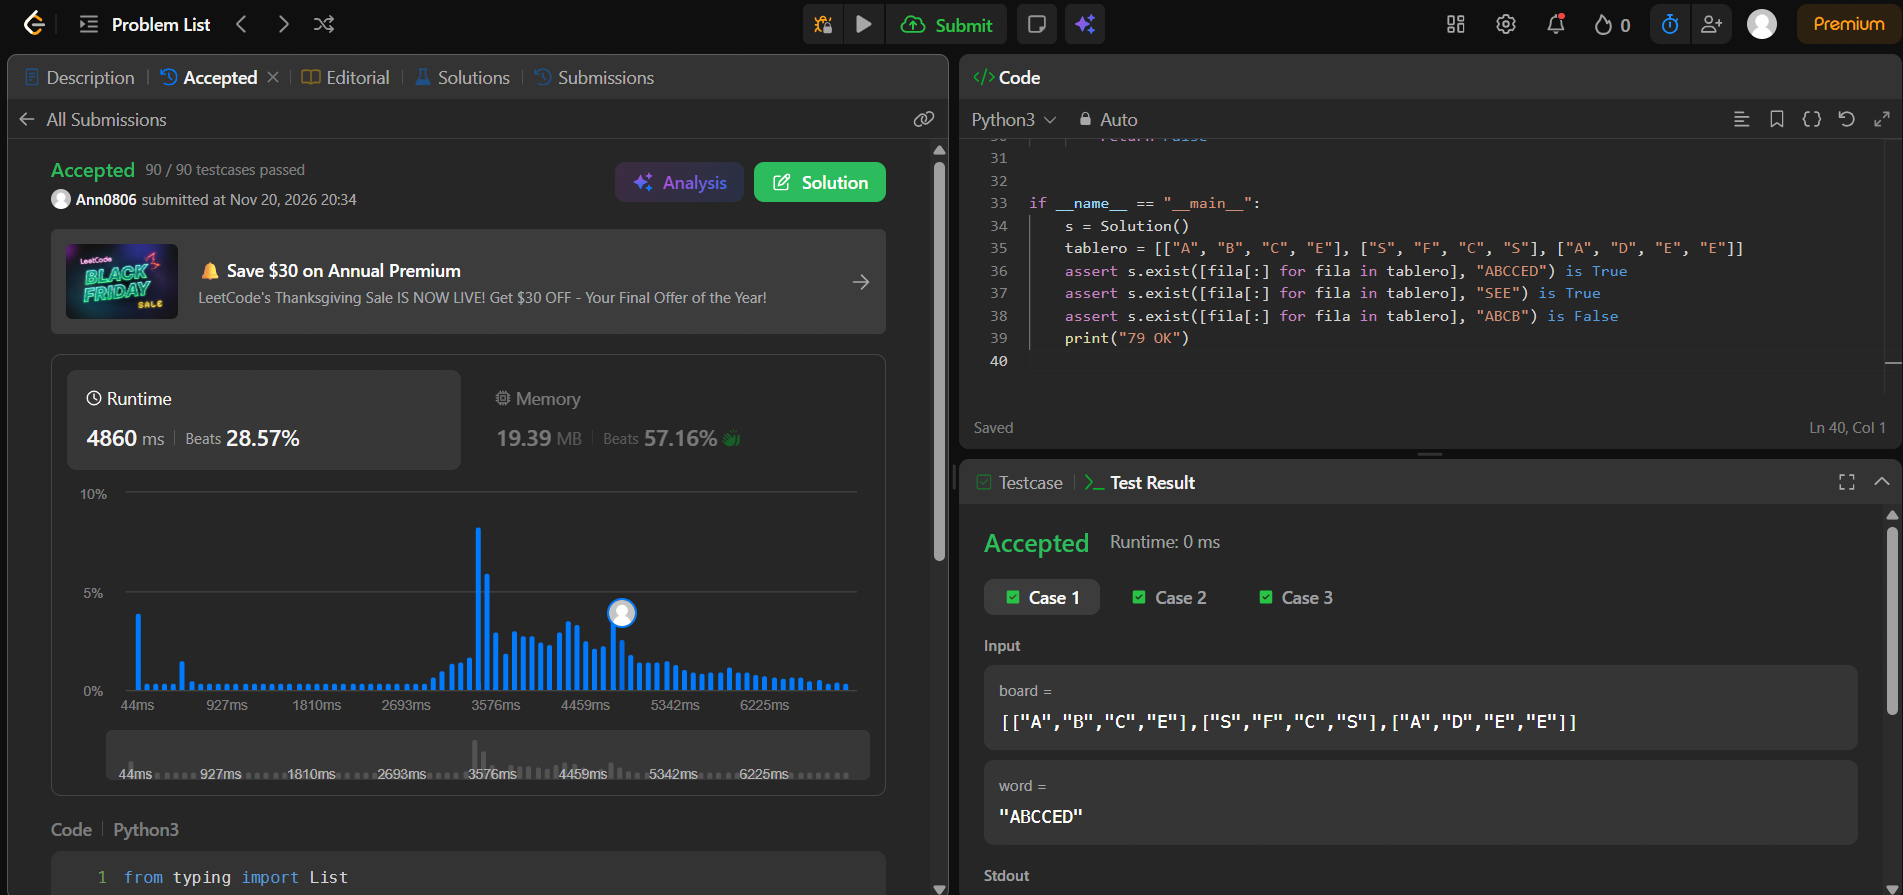 Problem List
Submit
0
Premium
Description
Accepted
Editorial
Solutions
Submissions
All Submissions
Accepted 90 / 90 testcases passed
Ann0806 submitted at Nov 20, 2026 20:34
Analysis
Solution
LeetCode
BLACK
FRIDAY
SALE
Save $30 on Annual Premium
LeetCode's Thanksgiving Sale IS NOW LIVE! Get $30 OFF - Your Final Offer of the Year!
Runtime
4860 ms Beats 28.57%
Memory
19.39 MB Beats 57.16%
10%
5%
0%
44ms 927ms 1810ms 2693ms 3576ms 4459ms 5342ms 6225ms
44ms 927ms 1810ms 2693ms 3576ms 4459ms 5342ms 6225ms
Code Python3
1 from typing import List
</> Code
Python3 Auto
30 return False
31
32
33 if __name__ == "__main__":
34 s = Solution()
35 tablero = [["A", "B", "C", "E"], ["S", "F", "C", "S"], ["A", "D", "E", "E"]]
36 assert s.exist([fila[:] for fila in tablero], "ABCCED") is True
37 assert s.exist([fila[:] for fila in tablero], "SEE") is True
38 assert s.exist([fila[:] for fila in tablero], "ABCB") is False
39 print("79 OK")
40
Saved
Ln 40, Col 1
Testcase
Test Result
Accepted Runtime: 0 ms
Case 1
Case 2
Case 3
Input
board =
[["A","B","C","E"],["S","F","C","S"],["A","D","E","E"]]
word =
"ABCCED"
Stdout